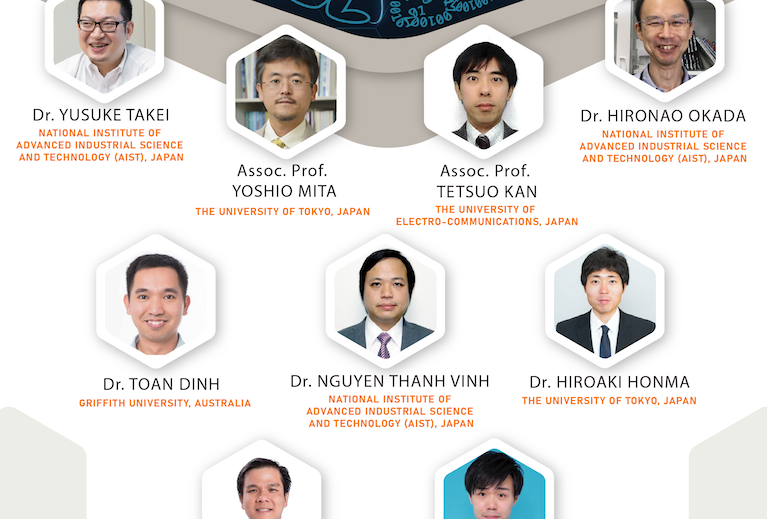 Dr. YUSUKE TAKEI
NATIONAL INSTITUTE OF
ADVANCED INDUSTRIAL SCIENCE
AND TECHNOLOGY (AIST), JAPAN
Assoc. Prof.
YOSHIO MITA
THE UNIVERSITY OF TOKYO, JAPAN
Assoc. Prof.
TETSUO KAN
THE UNIVERSITY OF
ELECTRO-COMMUNICATIONS, JAPAN
Dr. HIRONAO OKADA
NATIONAL INSTITUTE OF
ADVANCED INDUSTRIAL SCIENCE
AND TECHNOLOGY (AIST), JAPAN
Dr. TOAN DINH
GRIFFITH UNIVERSITY, AUSTRALIA
Dr. NGUYEN THANH VINH
NATIONAL INSTITUTE OF
ADVANCED INDUSTRIAL SCIENCE
AND TECHNOLOGY (AIST), JAPAN
Dr. HIROAKI HONMA
THE UNIVERSITY OF TOKYO, JAPAN